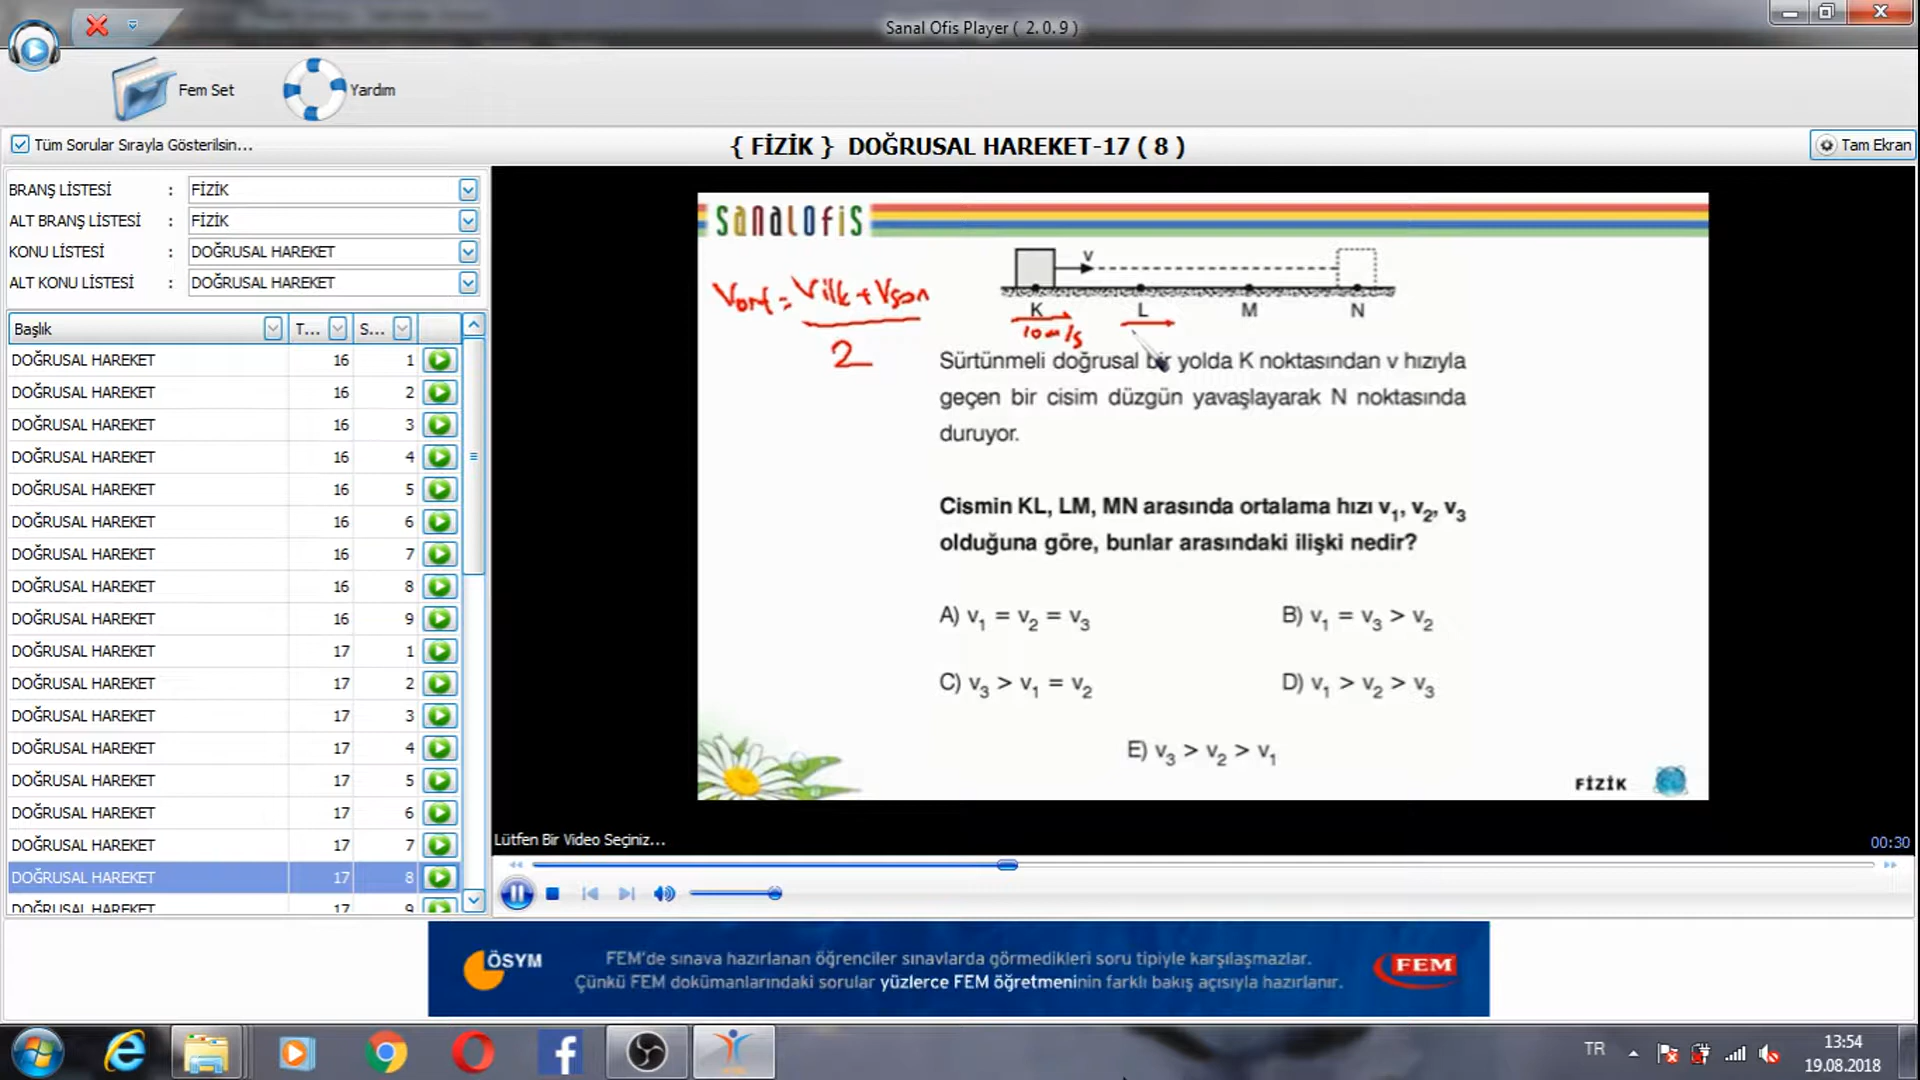 Sanal Ofis Player ( 2.0.9 )
Fem Set
Yardım
Tüm Sorular Sırayla Gösterilsin...
{ FİZİK } DOĞRUSAL HAREKET-17 ( 8 )
Tam Ekran
BRANŞ LİSTESİ : FİZİK
ALT BRANŞ LİSTESİ : FİZİK
KONU LİSTESİ : DOĞRUSAL HAREKET
ALT KONU LİSTESİ : DOĞRUSAL HAREKET
Başlık T... S...
DOĞRUSAL HAREKET 16 1
DOĞRUSAL HAREKET 16 2
DOĞRUSAL HAREKET 16 3
DOĞRUSAL HAREKET 16 4
DOĞRUSAL HAREKET 16 5
DOĞRUSAL HAREKET 16 6
DOĞRUSAL HAREKET 16 7
DOĞRUSAL HAREKET 16 8
DOĞRUSAL HAREKET 16 9
DOĞRUSAL HAREKET 17 1
DOĞRUSAL HAREKET 17 2
DOĞRUSAL HAREKET 17 3
DOĞRUSAL HAREKET 17 4
DOĞRUSAL HAREKET 17 5
DOĞRUSAL HAREKET 17 6
DOĞRUSAL HAREKET 17 7
DOĞRUSAL HAREKET 17 8
DOĞRUSAL HAREKET 17 9
SANALOFİS
v
Vort = Vilk + Vson
2
K L M N
10 m/s
Sürtünmeli doğrusal bir yolda K noktasından v hızıyla
geçen bir cisim düzgün yavaşlayarak N noktasında
duruyor.
Cismin KL, LM, MN arasında ortalama hızı v₁, v₂, v₃
olduğuna göre, bunlar arasındaki ilişki nedir?
A) v₁ = v₂ = v₃
B) v₁ = v₃ > v₂
C) v₃ > v₁ = v₂
D) v₁ > v₂ > v₃
E) v₃ > v₂ > v₁
FİZİK
Lütfen Bir Video Seçiniz...
00:30
ÖSYM
FEM'de sınava hazırlanan öğrenciler sınavlarda görmedikleri soru tipiyle karşılaşmazlar.
Çünkü FEM dokümanlarındaki sorular yüzlerce FEM öğretmeninin farklı bakış açısıyla hazırlanır.
FEM
TR
13:54
19.08.2018